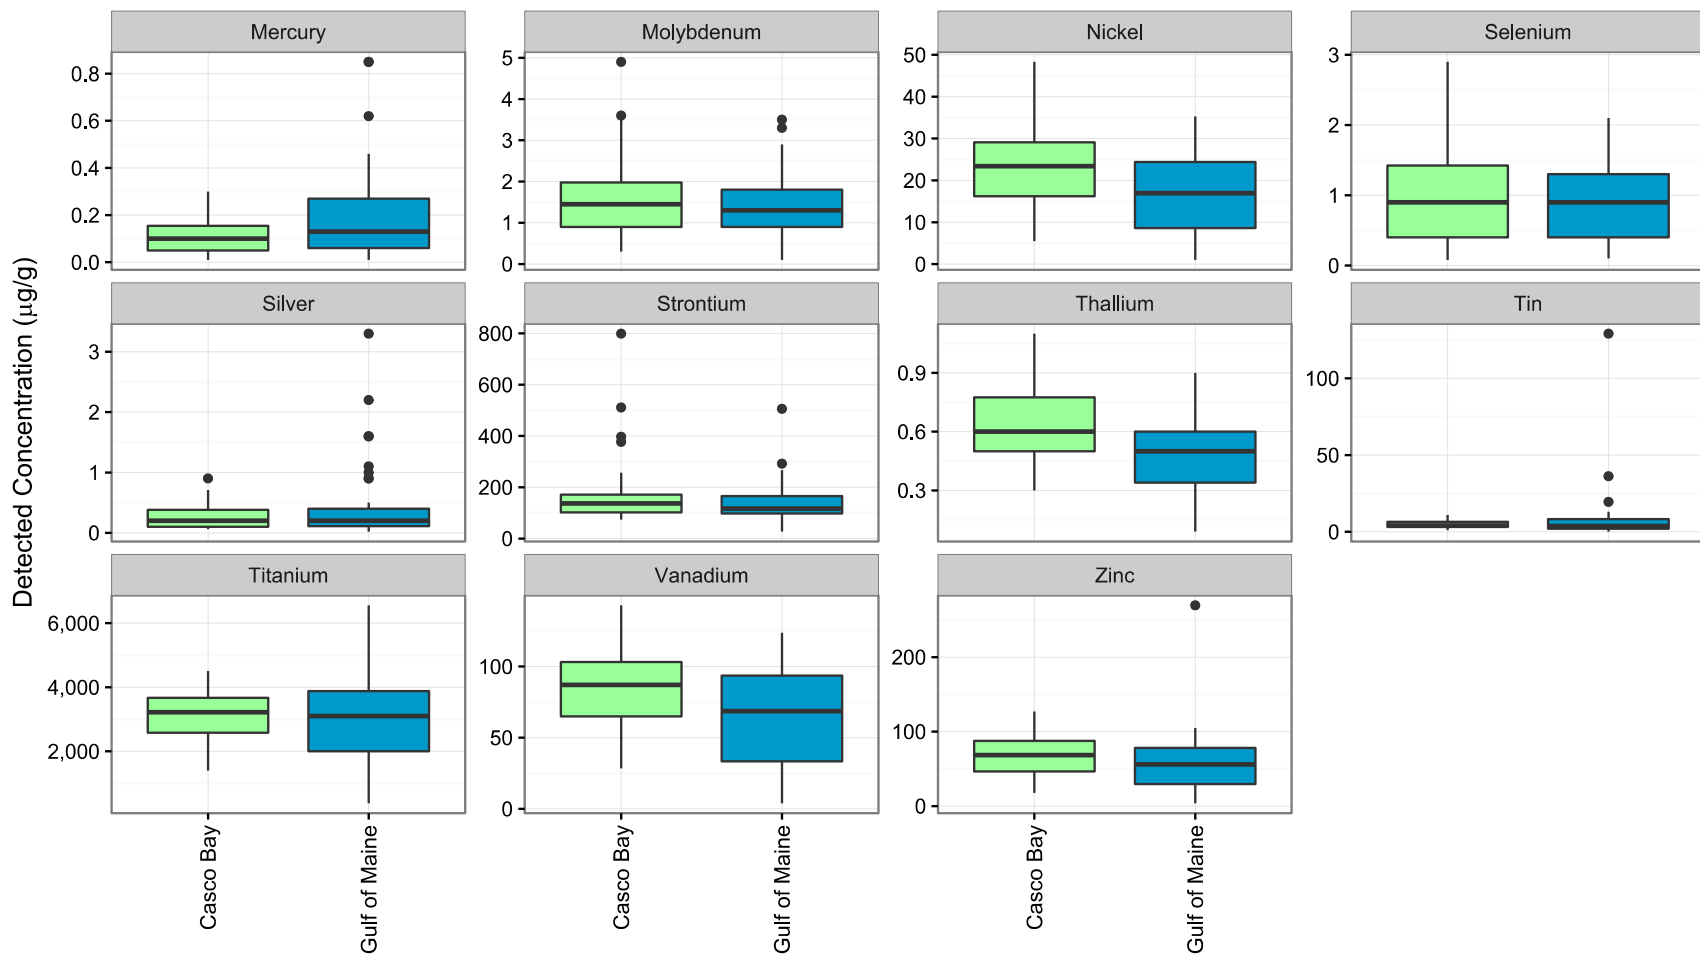 Mercury
Molybdenum
Nickel
Selenium
0.8
0.6
0.4
0.2
0.0
5
4
3
2
1
0
50
40
30
20
10
0
3
2
1
0
Silver
Strontium
Thallium
Tin
3
2
1
0
800
600
400
200
0
0.9
0.6
0.3
100
50
0
Titanium
Vanadium
Zinc
6,000
4,000
2,000
100
50
0
200
100
0
Detected Concentration (µg/g)
Casco Bay
Gulf of Maine
Casco Bay
Gulf of Maine
Casco Bay
Gulf of Maine